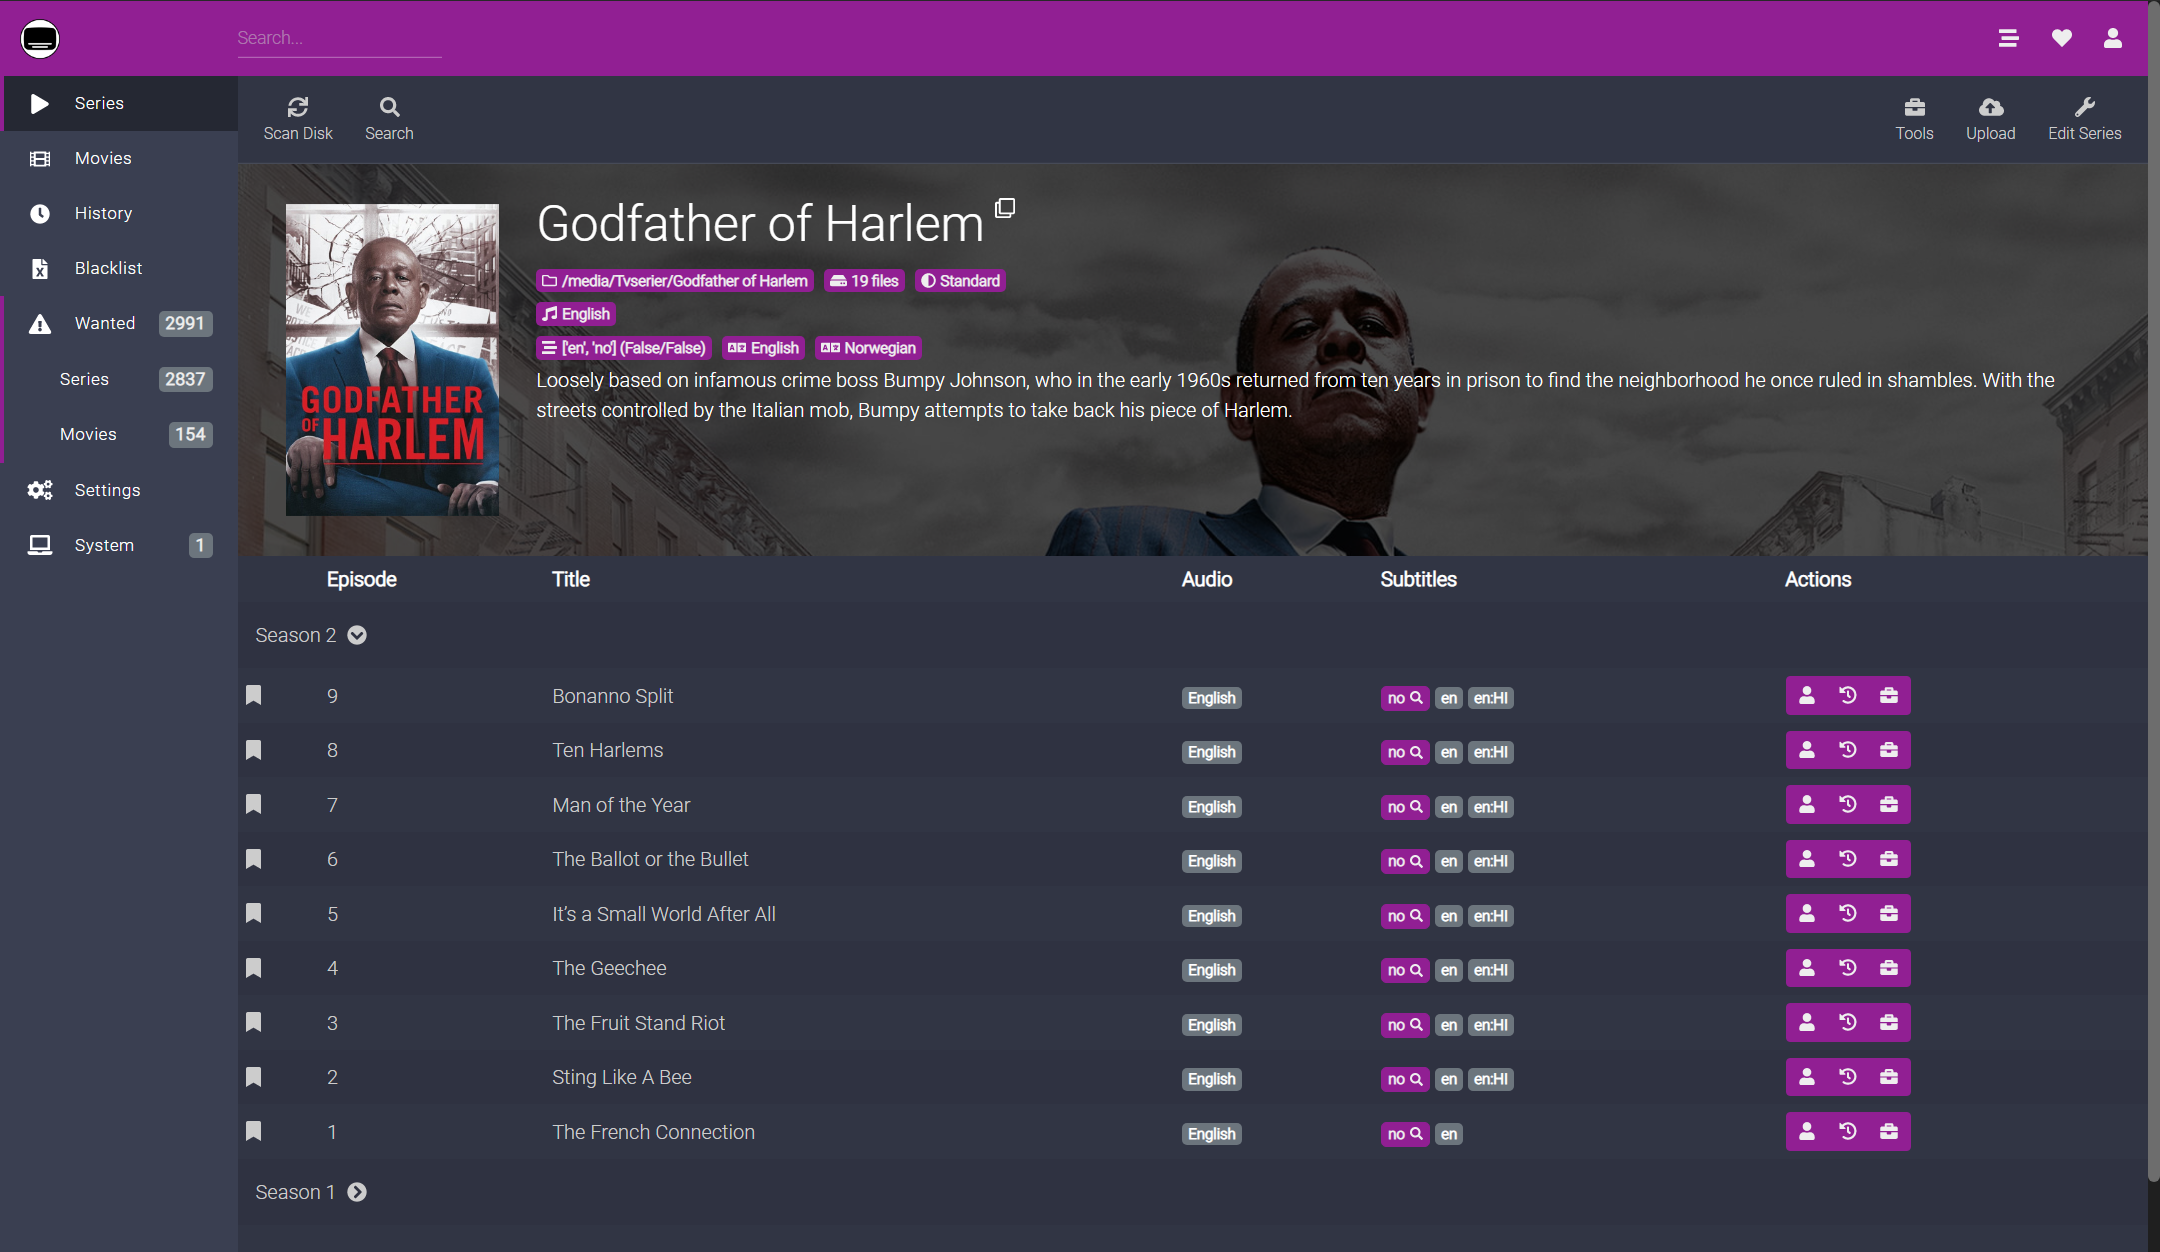 Search...
Series
Movies
History
Blacklist
Wanted 2991
Series 2837
Movies 154
Settings
System 1
Scan Disk
Search
Tools
Upload
Edit Series
GODFATHER
OF HARLEM
Godfather of Harlem
/media/Tvserier/Godfather of Harlem 19 files Standard
English
['en', 'no'] (False/False) English Norwegian
Loosely based on infamous crime boss Bumpy Johnson, who in the early 1960s returned from ten years in prison to find the neighborhood he once ruled in shambles. With the
streets controlled by the Italian mob, Bumpy attempts to take back his piece of Harlem.
Episode Title Audio Subtitles Actions
Season 2
9 Bonanno Split English no en en:HI
8 Ten Harlems English no en en:HI
7 Man of the Year English no en en:HI
6 The Ballot or the Bullet English no en en:HI
5 It's a Small World After All English no en en:HI
4 The Geechee English no en en:HI
3 The Fruit Stand Riot English no en en:HI
2 Sting Like A Bee English no en en:HI
1 The French Connection English no en
Season 1